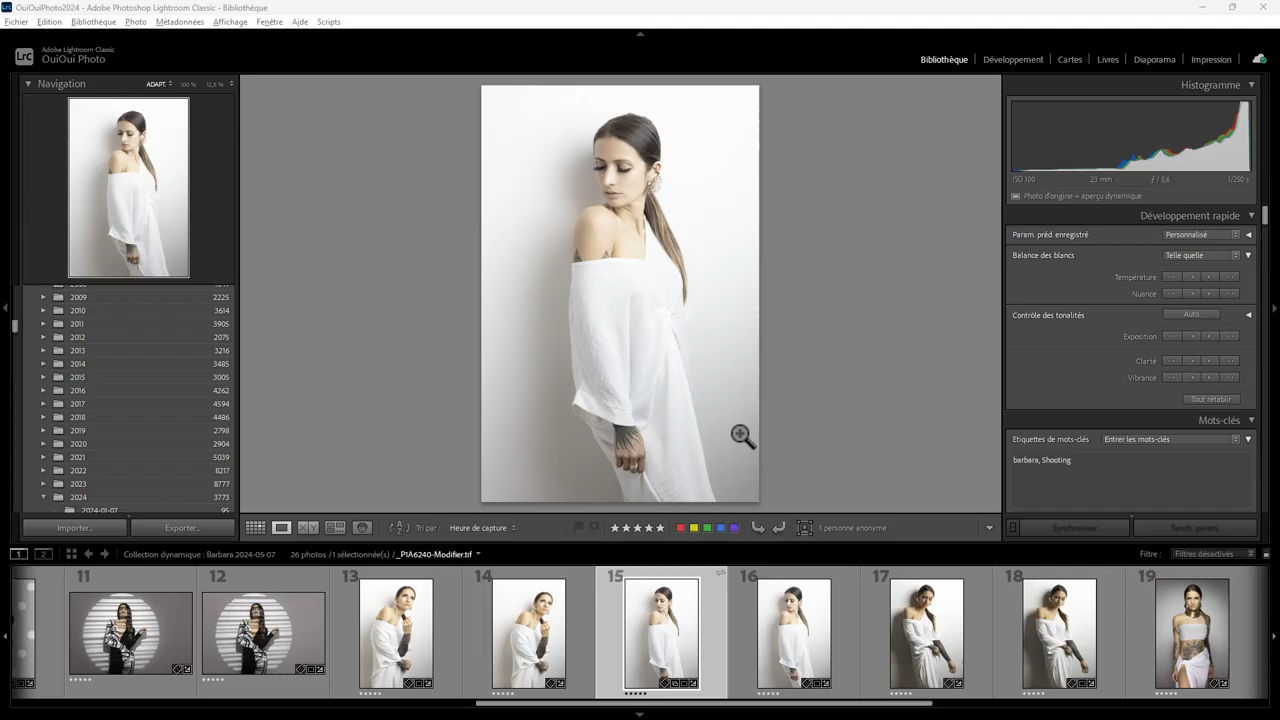 OuiOuiPhoto2024 - Adobe Photoshop Lightroom Classic - Bibliothèque
Fichier Edition Bibliothèque Photo Métadonnées Affichage Fenêtre Aide Scripts
Lrc
Adobe Lightroom Classic
OuiOui Photo
Bibliothèque Développement Cartes Livres Diaporama Impression
Navigation ADAPT. 100 % 12,5 %
2009 2225
2010 3614
2011 3905
2012 2075
2013 3216
2014 3485
2015 3005
2016 4262
2017 4594
2018 4486
2019 2798
2020 2904
2021 5039
2022 8217
2023 8777
2024 3773
2024-01-07 95
Importer... Exporter...
Histogramme
ISO 100 23 mm ƒ / 5,6 1/250 s
Photo d'origine + aperçu dynamique
Développement rapide
Param. préd. enregistré Personnalisé
Balance des blancs Telle quelle
Température
Nuance
Contrôle des tonalités Auto
Exposition
Clarté
Vibrance
Tout rétablir
Mots-clés
Etiquettes de mots-clés Entrer les mots-clés
barbara, Shooting
Synchroniser Synch. param.
Tri par : Heure de capture
1 personne anonyme
1 2 Collection dynamique : Barbara 2024-05-07 26 photos /1 sélectionnée(s) / _P1A6240-Modifier.tif
Filtre : Filtres désactivés
11 12 13 14 15 16 17 18 19